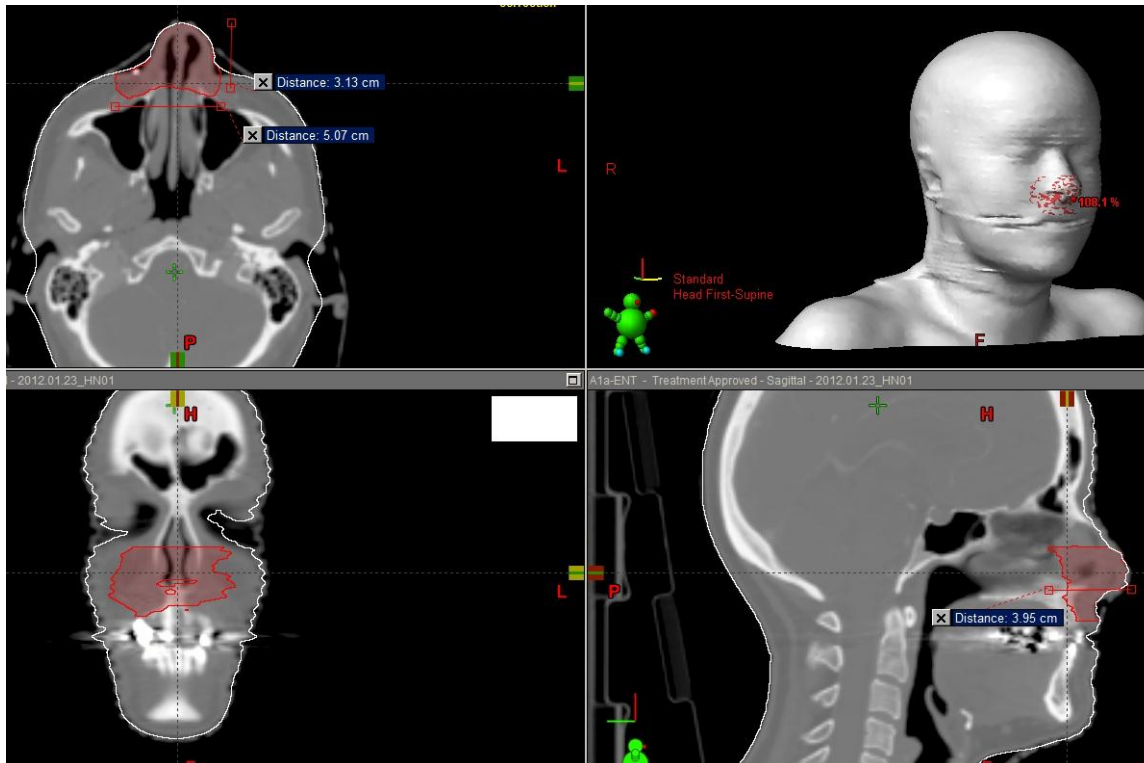 Distance: 3.13 cm
Distance: 5.07 cm
L
P
R
108.1 %
Standard
Head First-Supine
F
- 2012.01.23_HN01
H
L
A1a-ENT - Treatment Approved - Sagittal - 2012.01.23_HN01
H
P
Distance: 3.95 cm